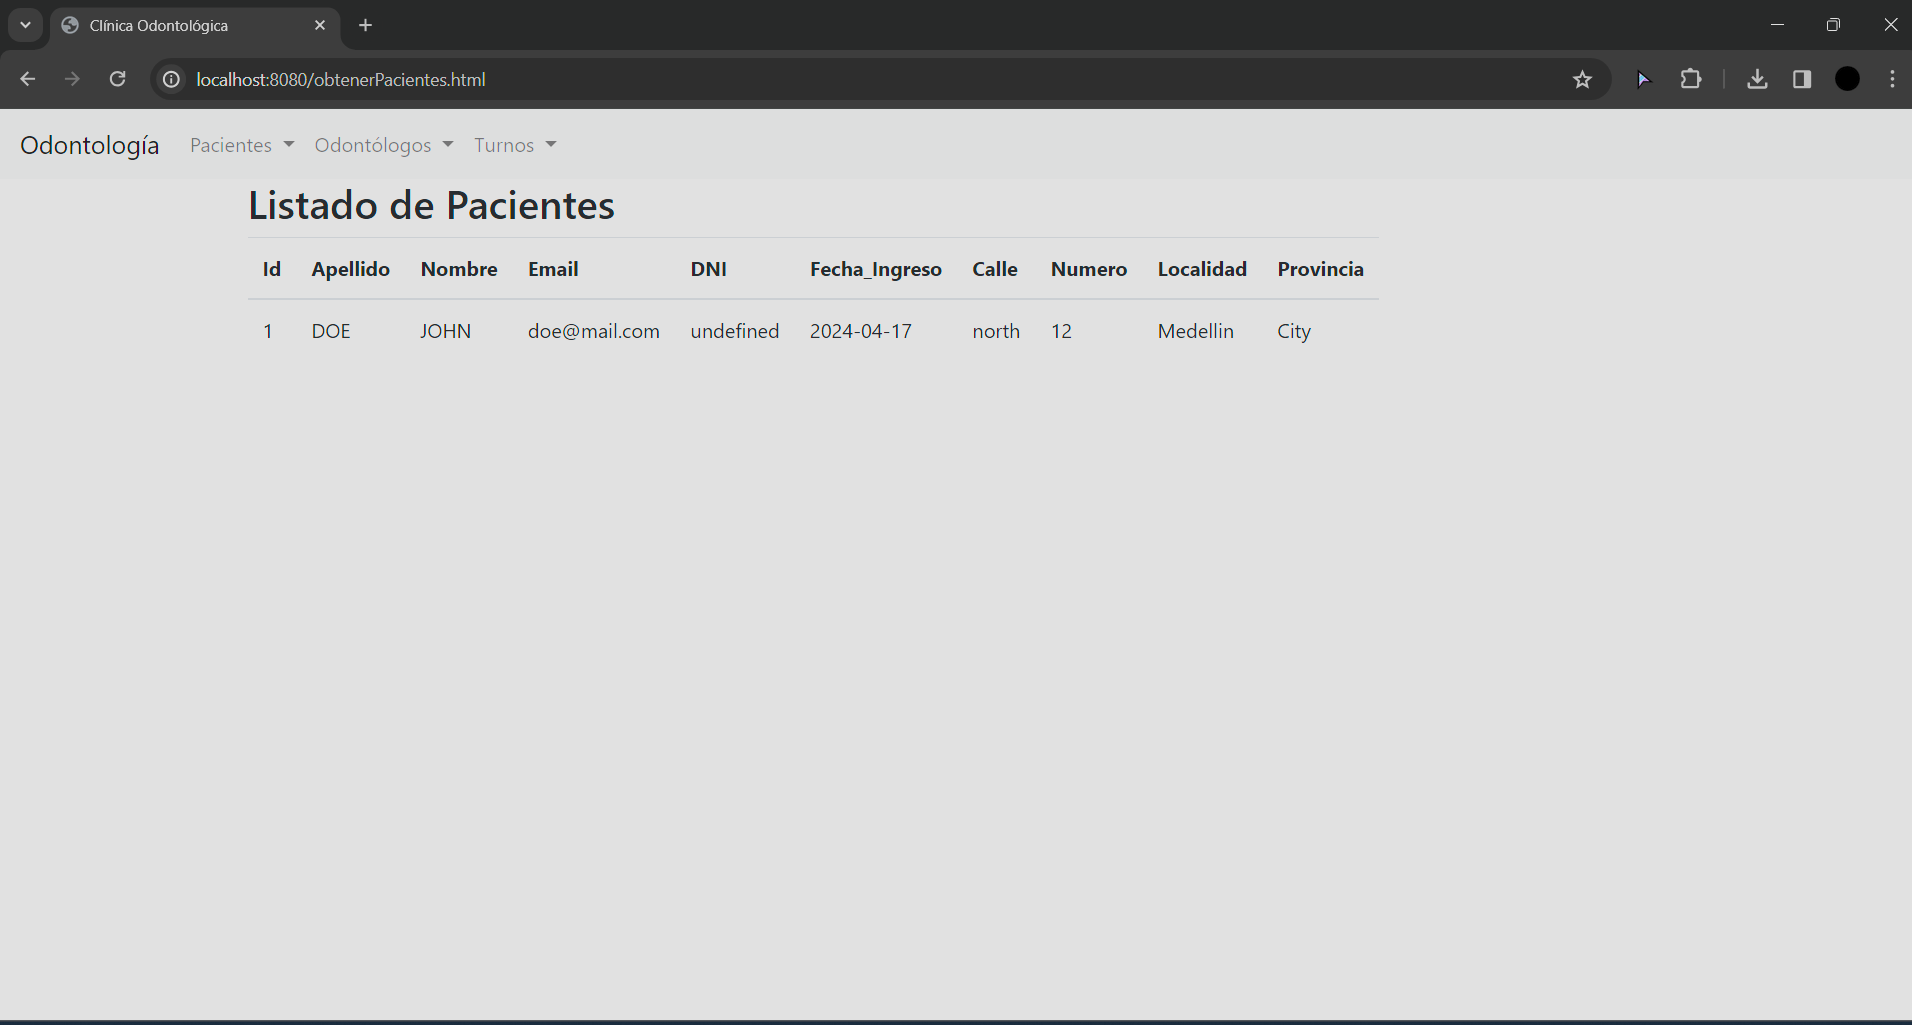 Clínica Odontológica
localhost:8080/obtenerPacientes.html
Odontología Pacientes Odontólogos Turnos
Listado de Pacientes
Id Apellido Nombre Email DNI Fecha_Ingreso Calle Numero Localidad Provincia
1 DOE JOHN doe@mail.com undefined 2024-04-17 north 12 Medellin City